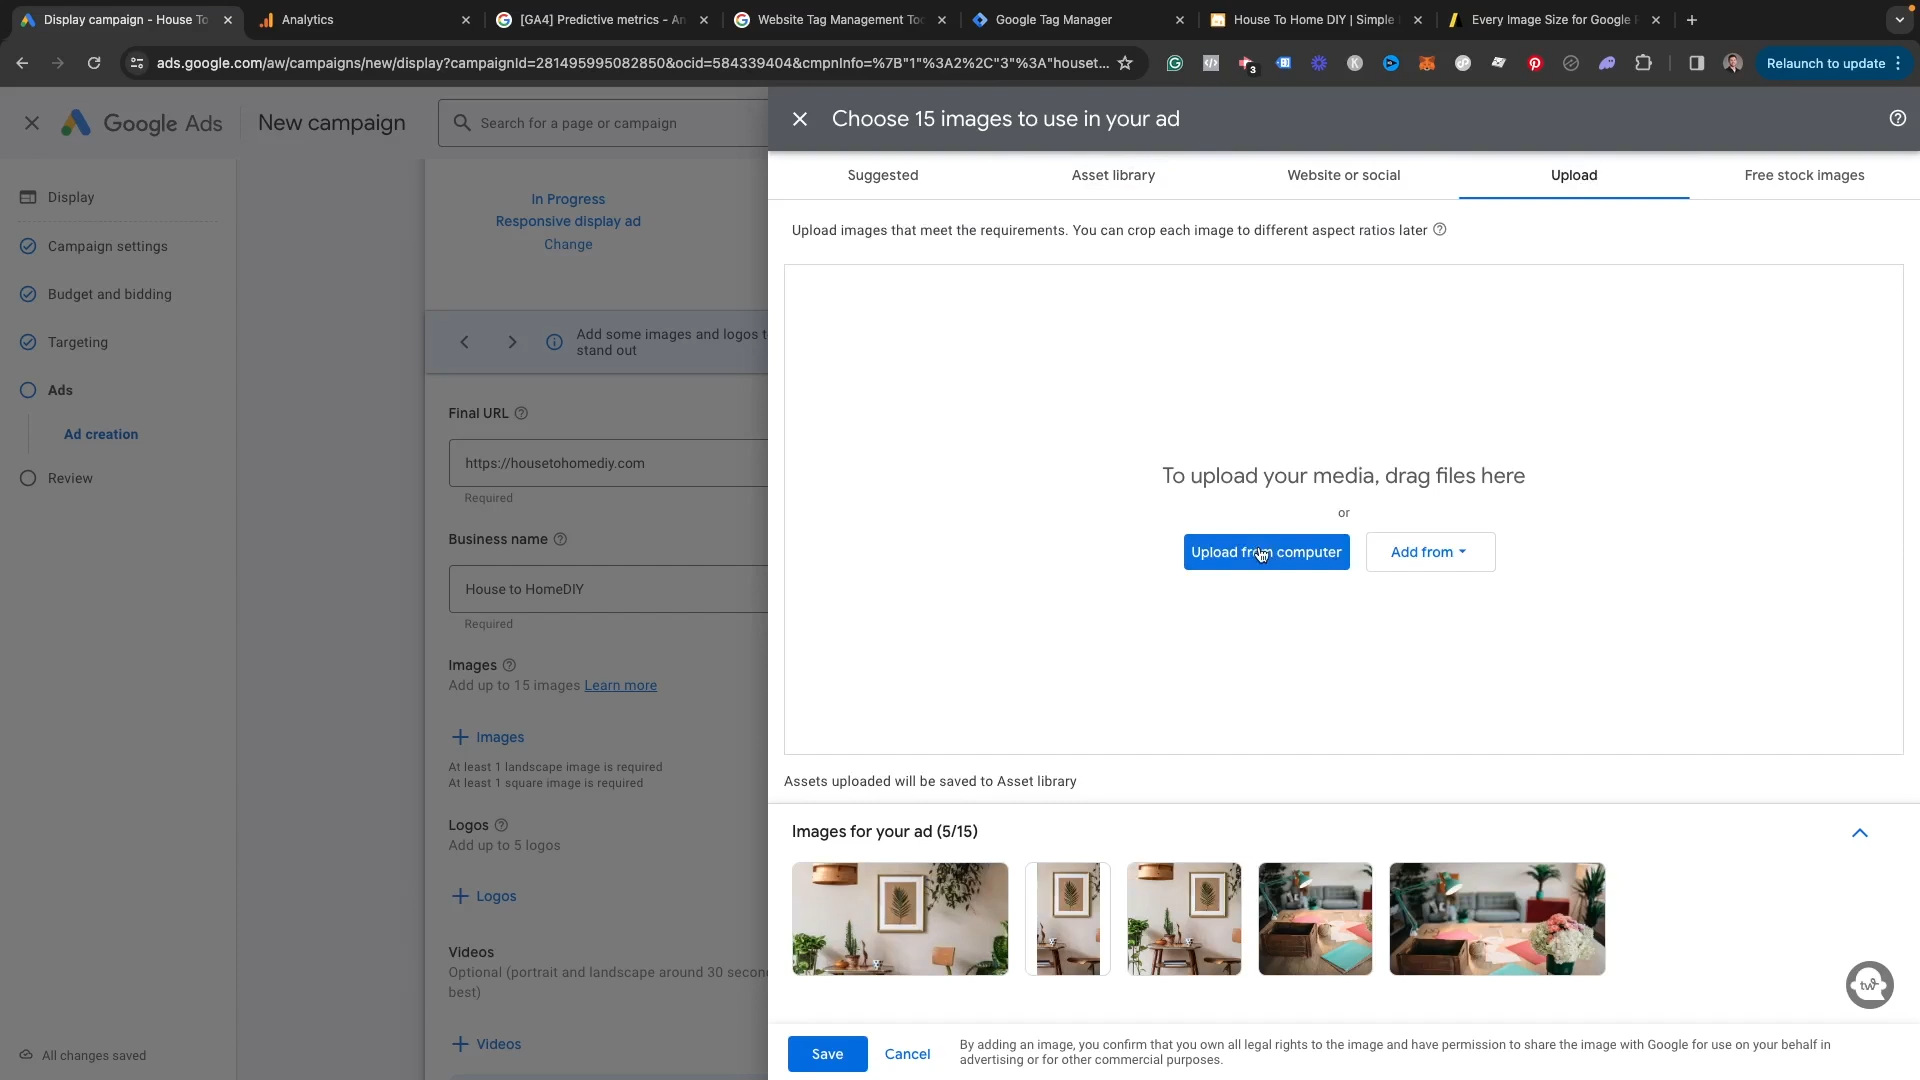 Display campaign - House To
Analytics
[GA4] Predictive metrics - An
Website Tag Management Too
Google Tag Manager
House To Home DIY | Simple
Every Image Size for Google
ads.google.com/aw/campaigns/new/display?campaignId=281495995082850&ocid=584339404&cmpnInfo=%7B"1"%3A2%2C"3"%3A"houset...
3
Relaunch to update
Google Ads
New campaign
Search for a page or campaign
Choose 15 images to use in your ad
Suggested
Asset library
Website or social
Upload
Free stock images
Display
Campaign settings
Budget and bidding
Targeting
Ads
Ad creation
Review
All changes saved
In Progress
Responsive display ad
Change
Add some images and logos t
stand out
Final URL
https://housetohomediy.com
Required
Business name
House to HomeDIY
Required
Images
Add up to 15 images Learn more
Images
At least 1 landscape image is required
At least 1 square image is required
Logos
Add up to 5 logos
Logos
Videos
Optional (portrait and landscape around 30 secon
best)
Videos
Upload images that meet the requirements. You can crop each image to different aspect ratios later
To upload your media, drag files here
or
Upload from computer
Add from
Assets uploaded will be saved to Asset library
Images for your ad (5/15)
Save
Cancel
By adding an image, you confirm that you own all legal rights to the image and have permission to share the image with Google for use on your behalf in
advertising or for other commercial purposes.